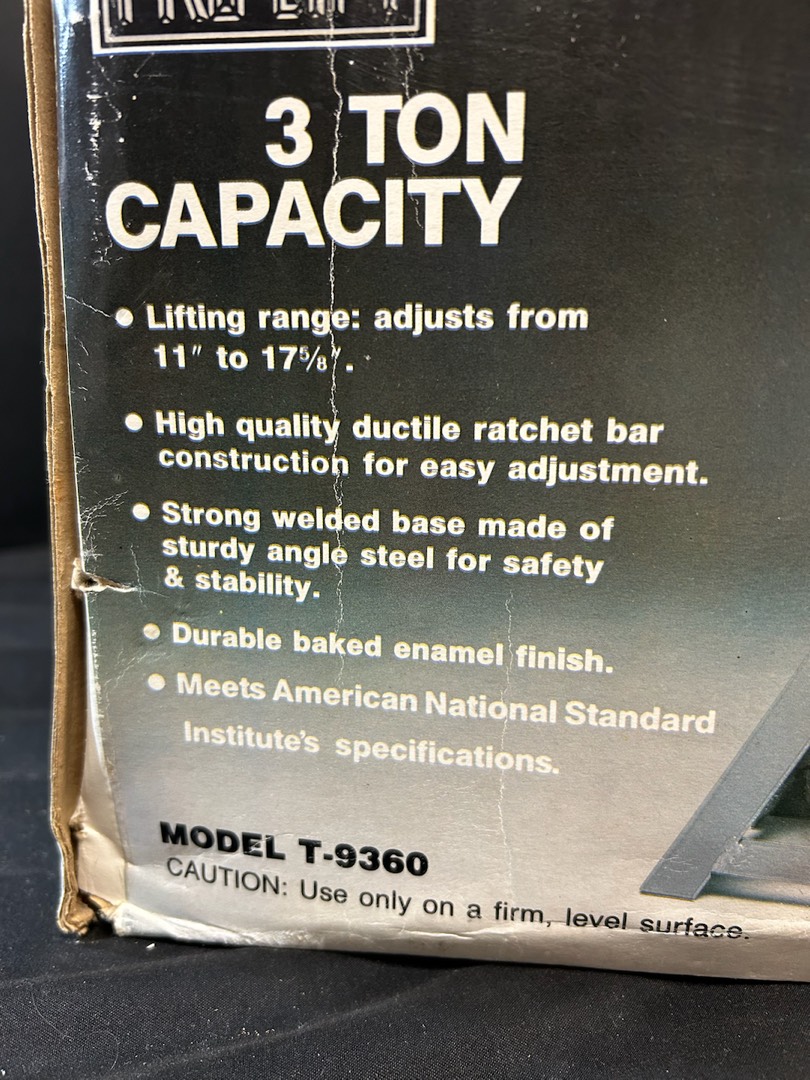 PRO LIFT
3 TON
CAPACITY
● Lifting range: adjusts from
11″ to 17⅝″.
● High quality ductile ratchet bar
construction for easy adjustment.
● Strong welded base made of
sturdy angle steel for safety
& stability.
● Durable baked enamel finish.
● Meets American National Standard
Institute's specifications.
MODEL T-9360
CAUTION: Use only on a firm, level surface.